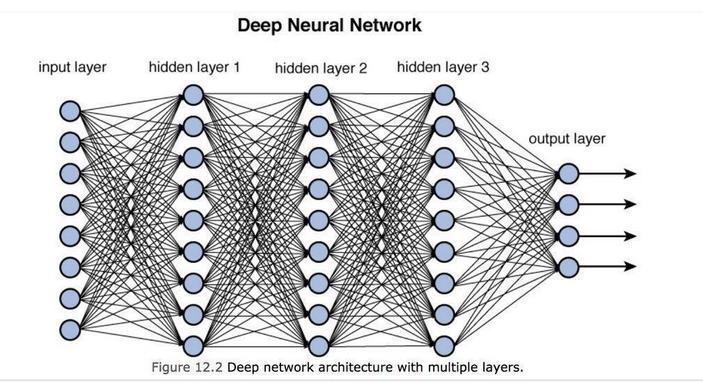 Deep Neural Network
input layer
hidden layer 1
hidden layer 2
hidden layer 3
output layer
Figure 12.2 Deep network architecture with multiple layers.